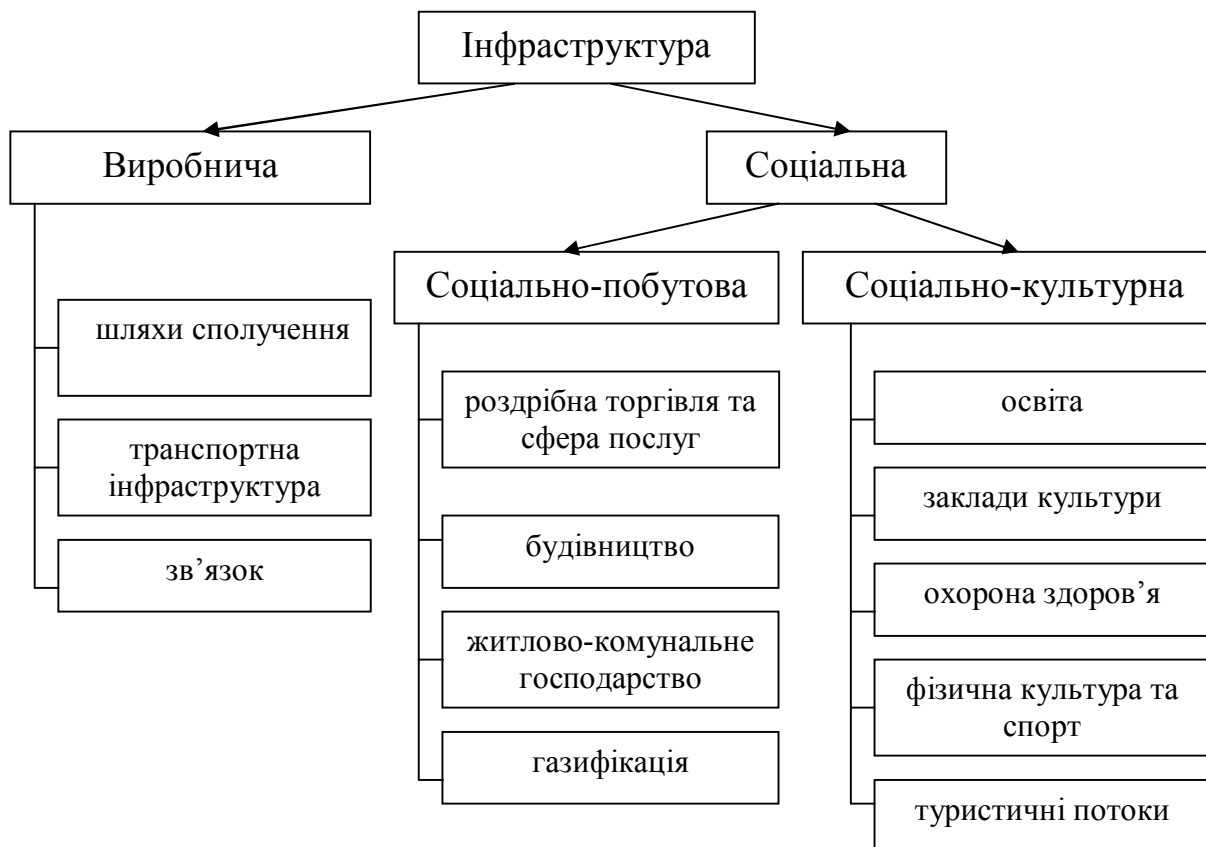 Інфраструктура
Виробнича
Соціальна
Соціально-побутова
Соціально-культурна
шляхи сполучення
транспортна
інфраструктура
зв’язок
роздрібна торгівля та
сфера послуг
будівництво
житлово-комунальне
господарство
газифікація
освіта
заклади культури
охорона здоров’я
фізична культура та
спорт
туристичні потоки